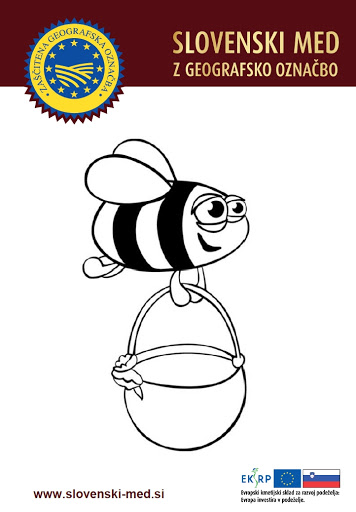 ZAŠČITENA GEOGRAFSKA OZNAČBA
SLOVENSKI MED
Z GEOGRAFSKO OZNAČBO
www.slovenski-med.si
EKSRP
Evropski kmetijski sklad za razvoj podeželja:
Evropa investira v podeželje.